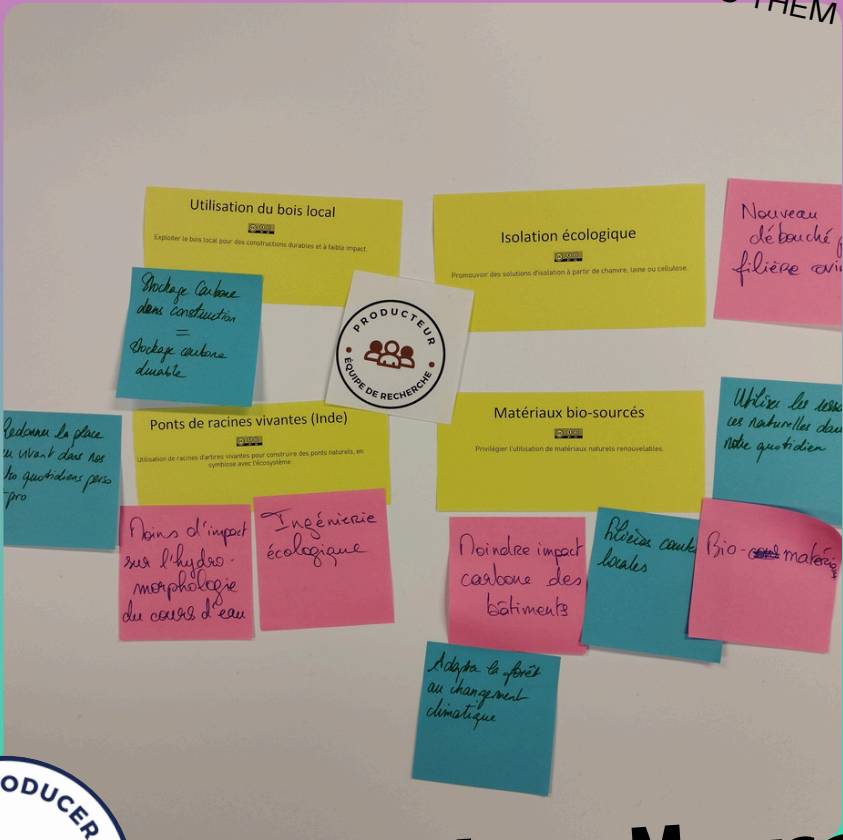 THEM
Utilisation du bois local
Exploiter le bois local pour des constructions durables et à faible impact.
Isolation écologique
Promouvoir des solutions d'isolation à partir de chanvre, laine ou cellulose.
Nouveau
débouché
filière
Stockage Carbone
dans construction
=
Stockage carbone
durable
PRODUCTEUR
ÉQUIPE DE RECHERCHE
Ponts de racines vivantes (Inde)
Utilisation de racines d'arbres vivantes pour construire des ponts naturels, en
symbiose avec l'écosystème.
Matériaux bio-sourcés
Privilégier l'utilisation de matériaux naturels renouvelables.
Utiliser les
naturelles
notre quotidien
Redonner la place
vivant dans nos
quotidiens perso
pro
Moins d'impact
sur l'hydro-
morphologie
du cours d'eau
Ingénierie
écologique
Moindre impact
carbone des
bâtiments
Filières
locales
Bio-
Adapter la forêt
au changement
climatique
ODUCER